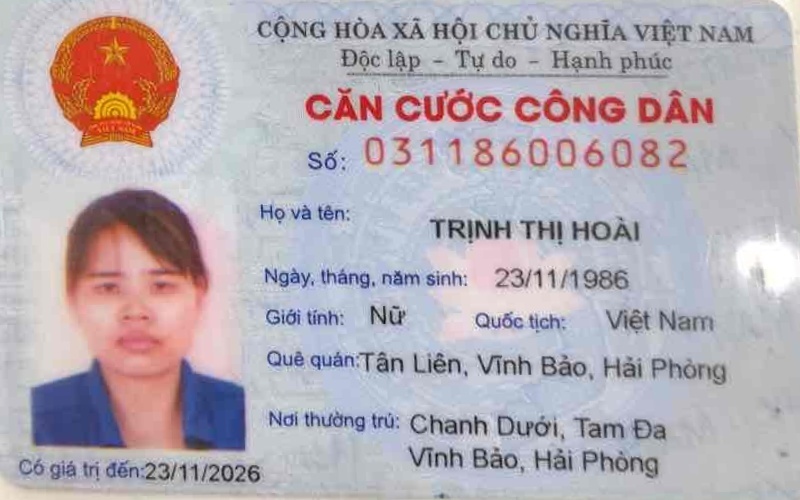 CỘNG HÒA XÃ HỘI CHỦ NGHĨA VIỆT NAM
Độc lập - Tự do - Hạnh phúc
CĂN CƯỚC CÔNG DÂN
Số: 031186006082
Họ và tên: TRỊNH THỊ HOÀI
Ngày, tháng, năm sinh: 23/11/1986
Giới tính: Nữ Quốc tịch: Việt Nam
Quê quán: Tân Liên, Vĩnh Bảo, Hải Phòng
Nơi thường trú: Chanh Dưới, Tam Đa
Vĩnh Bảo, Hải Phòng
Có giá trị đến: 23/11/2026